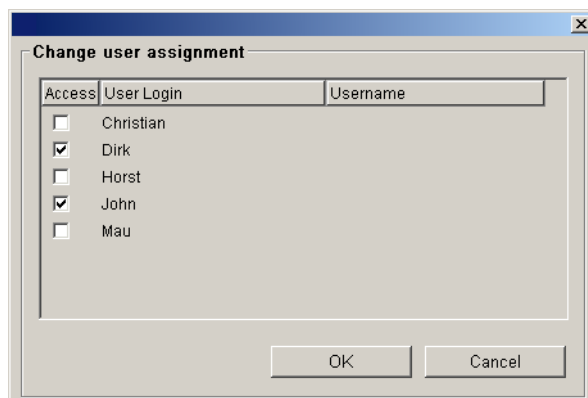 Change user assignment
Access User Login Username
Christian
Dirk
Horst
John
Mau
OK Cancel